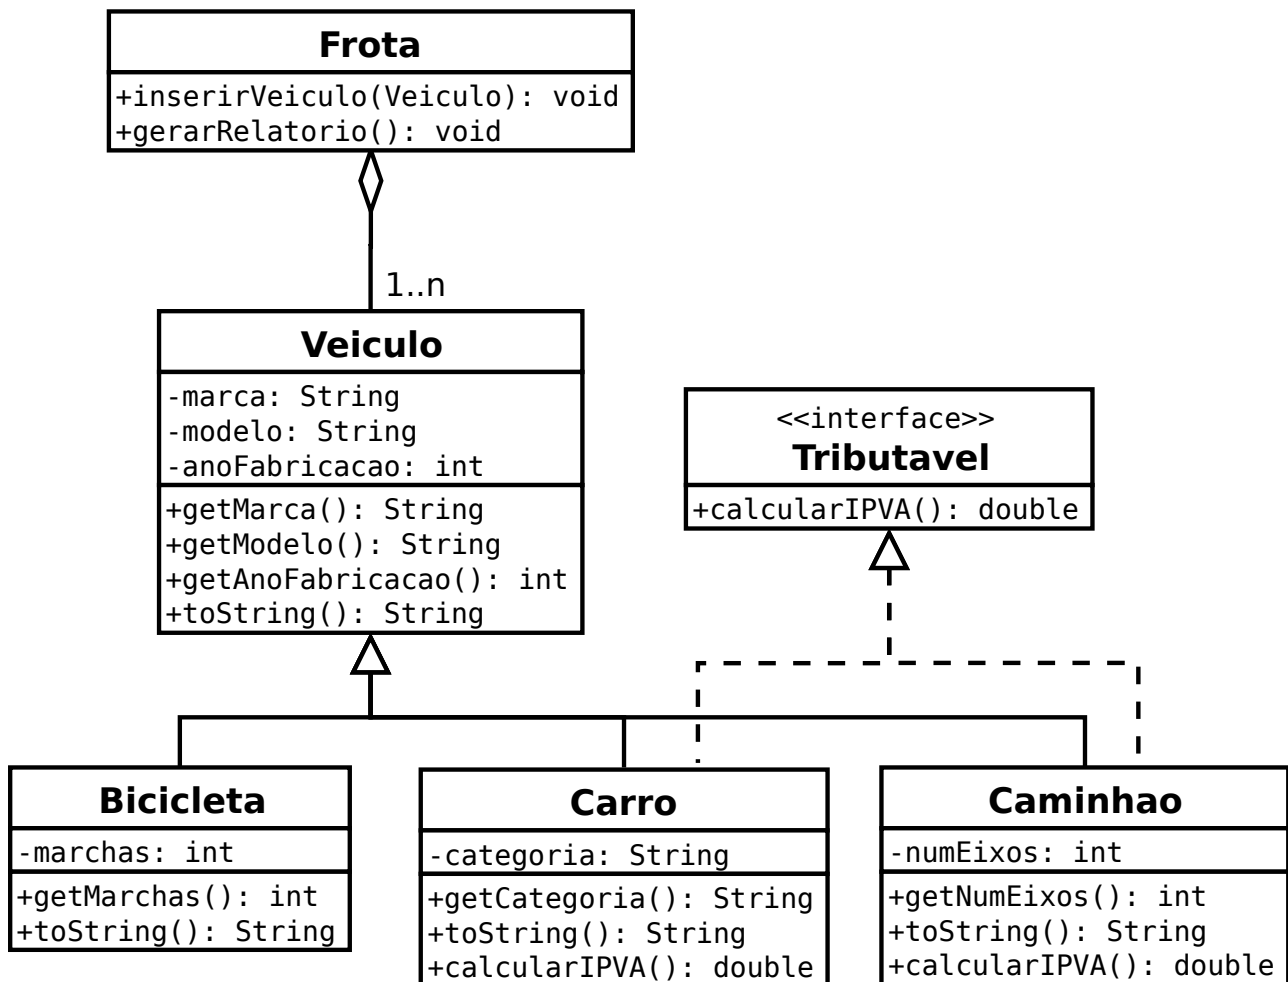 Frota
+inserirVeiculo(Veiculo): void
+gerarRelatorio(): void
1..n
Veiculo
-marca: String
-modelo: String
-anoFabricacao: int
+getMarca(): String
+getModelo(): String
+getAnoFabricacao(): int
+toString(): String
<<interface>>
Tributavel
+calcularIPVA(): double
Bicicleta
-marchas: int
+getMarchas(): int
+toString(): String
Carro
-categoria: String
+getCategoria(): String
+toString(): String
+calcularIPVA(): double
Caminhao
-numEixos: int
+getNumEixos(): int
+toString(): String
+calcularIPVA(): double